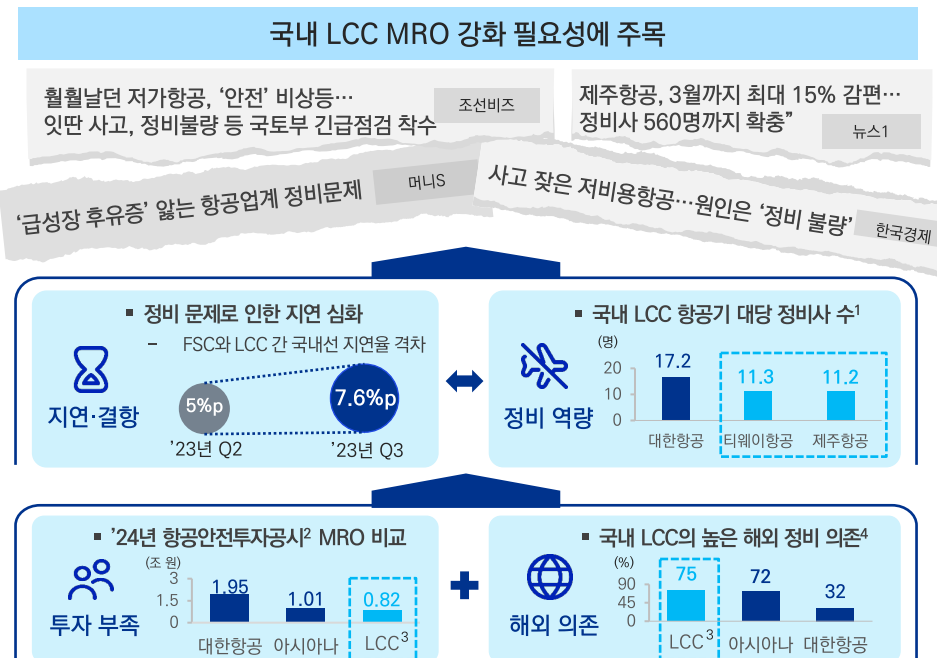 국내 LCC MRO 강화 필요성에 주목
훨훨날던 저가항공, ‘안전’ 비상등…
잇딴 사고, 정비불량 등 국토부 긴급점검 착수
조선비즈
제주항공, 3월까지 최대 15% 감편…
정비사 560명까지 확충”
뉴스1
‘급성장 후유증’ 앓는 항공업계 정비문제
머니S
사고 잦은 저비용항공…원인은 ‘정비 불량’
한국경제
▪ 정비 문제로 인한 지연 심화
– FSC와 LCC 간 국내선 지연율 격차
지연·결항
5%p
7.6%p
’23년 Q2
’23년 Q3
▪ 국내 LCC 항공기 대당 정비사 수1
(명)
정비 역량
20
10
0
17.2
11.3
11.2
대한항공
티웨이항공
제주항공
▪ ’24년 항공안전투자공시2 MRO 비교
(조 원)
투자 부족
3
1.5
0
1.95
1.01
0.82
대한항공
아시아나
LCC3
▪ 국내 LCC의 높은 해외 정비 의존4
(%)
해외 의존
90
45
0
75
72
32
LCC3
아시아나
대한항공